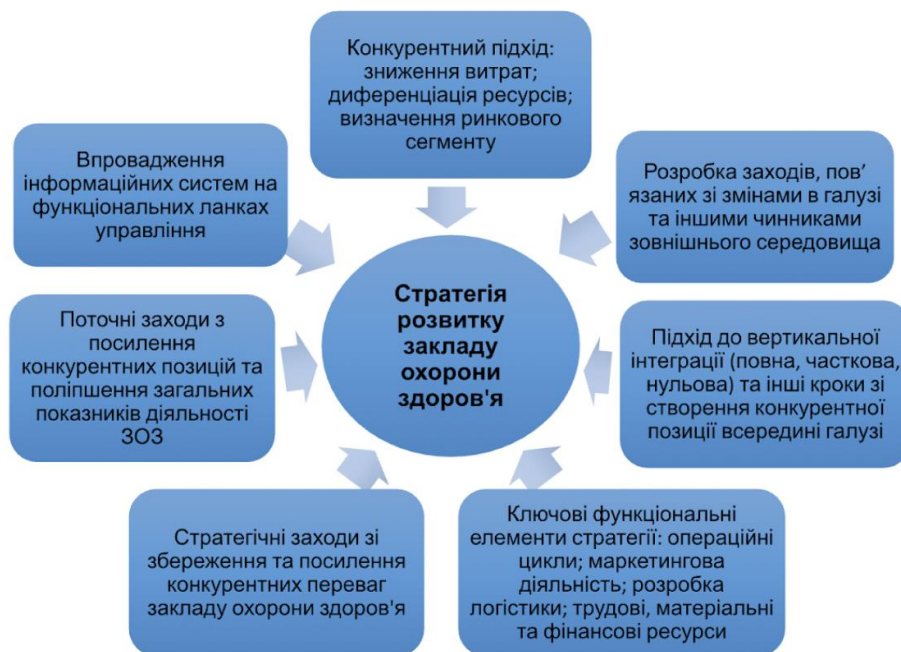 Конкурентний підхід:
зниження витрат;
диференціація ресурсів;
визначення ринкового
сегменту
Впровадження
інформаційних систем на
функціональних ланках
управління
Розробка заходів, пов’
язаних зі змінами в галузі
та іншими чинниками
зовнішнього середовища
Стратегія
розвитку
закладу
охорони
здоров'я
Поточні заходи з
посилення
конкурентних позицій та
поліпшення загальних
показників діяльності
ЗОЗ
Підхід до вертикальної
інтеграції (повна, часткова,
нульова) та інші кроки зі
створення конкурентної
позиції всередині галузі
Стратегічні заходи зі
збереження та посилення
конкурентних переваг
закладу охорони здоров'я
Ключові функціональні
елементи стратегії: операційні
цикли; маркетингова
діяльність; розробка
логістики; трудові, матеріальні
та фінансові ресурси